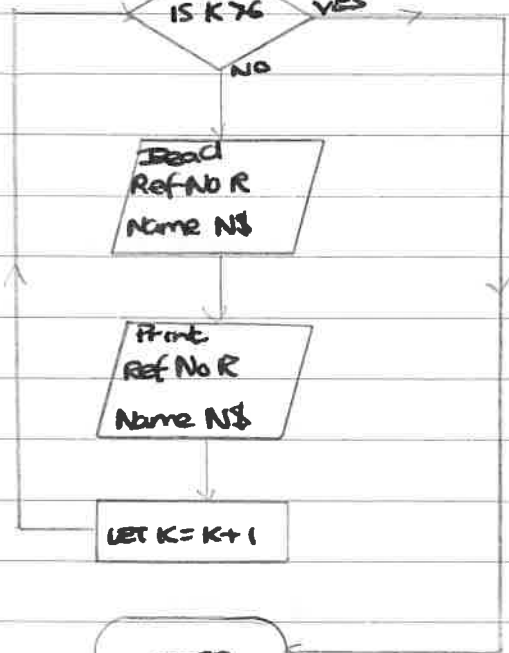 IS K>6
YES
NO
Read
Ref No R
Name N$
Print
Ref No R
Name N$
LET K = K + 1